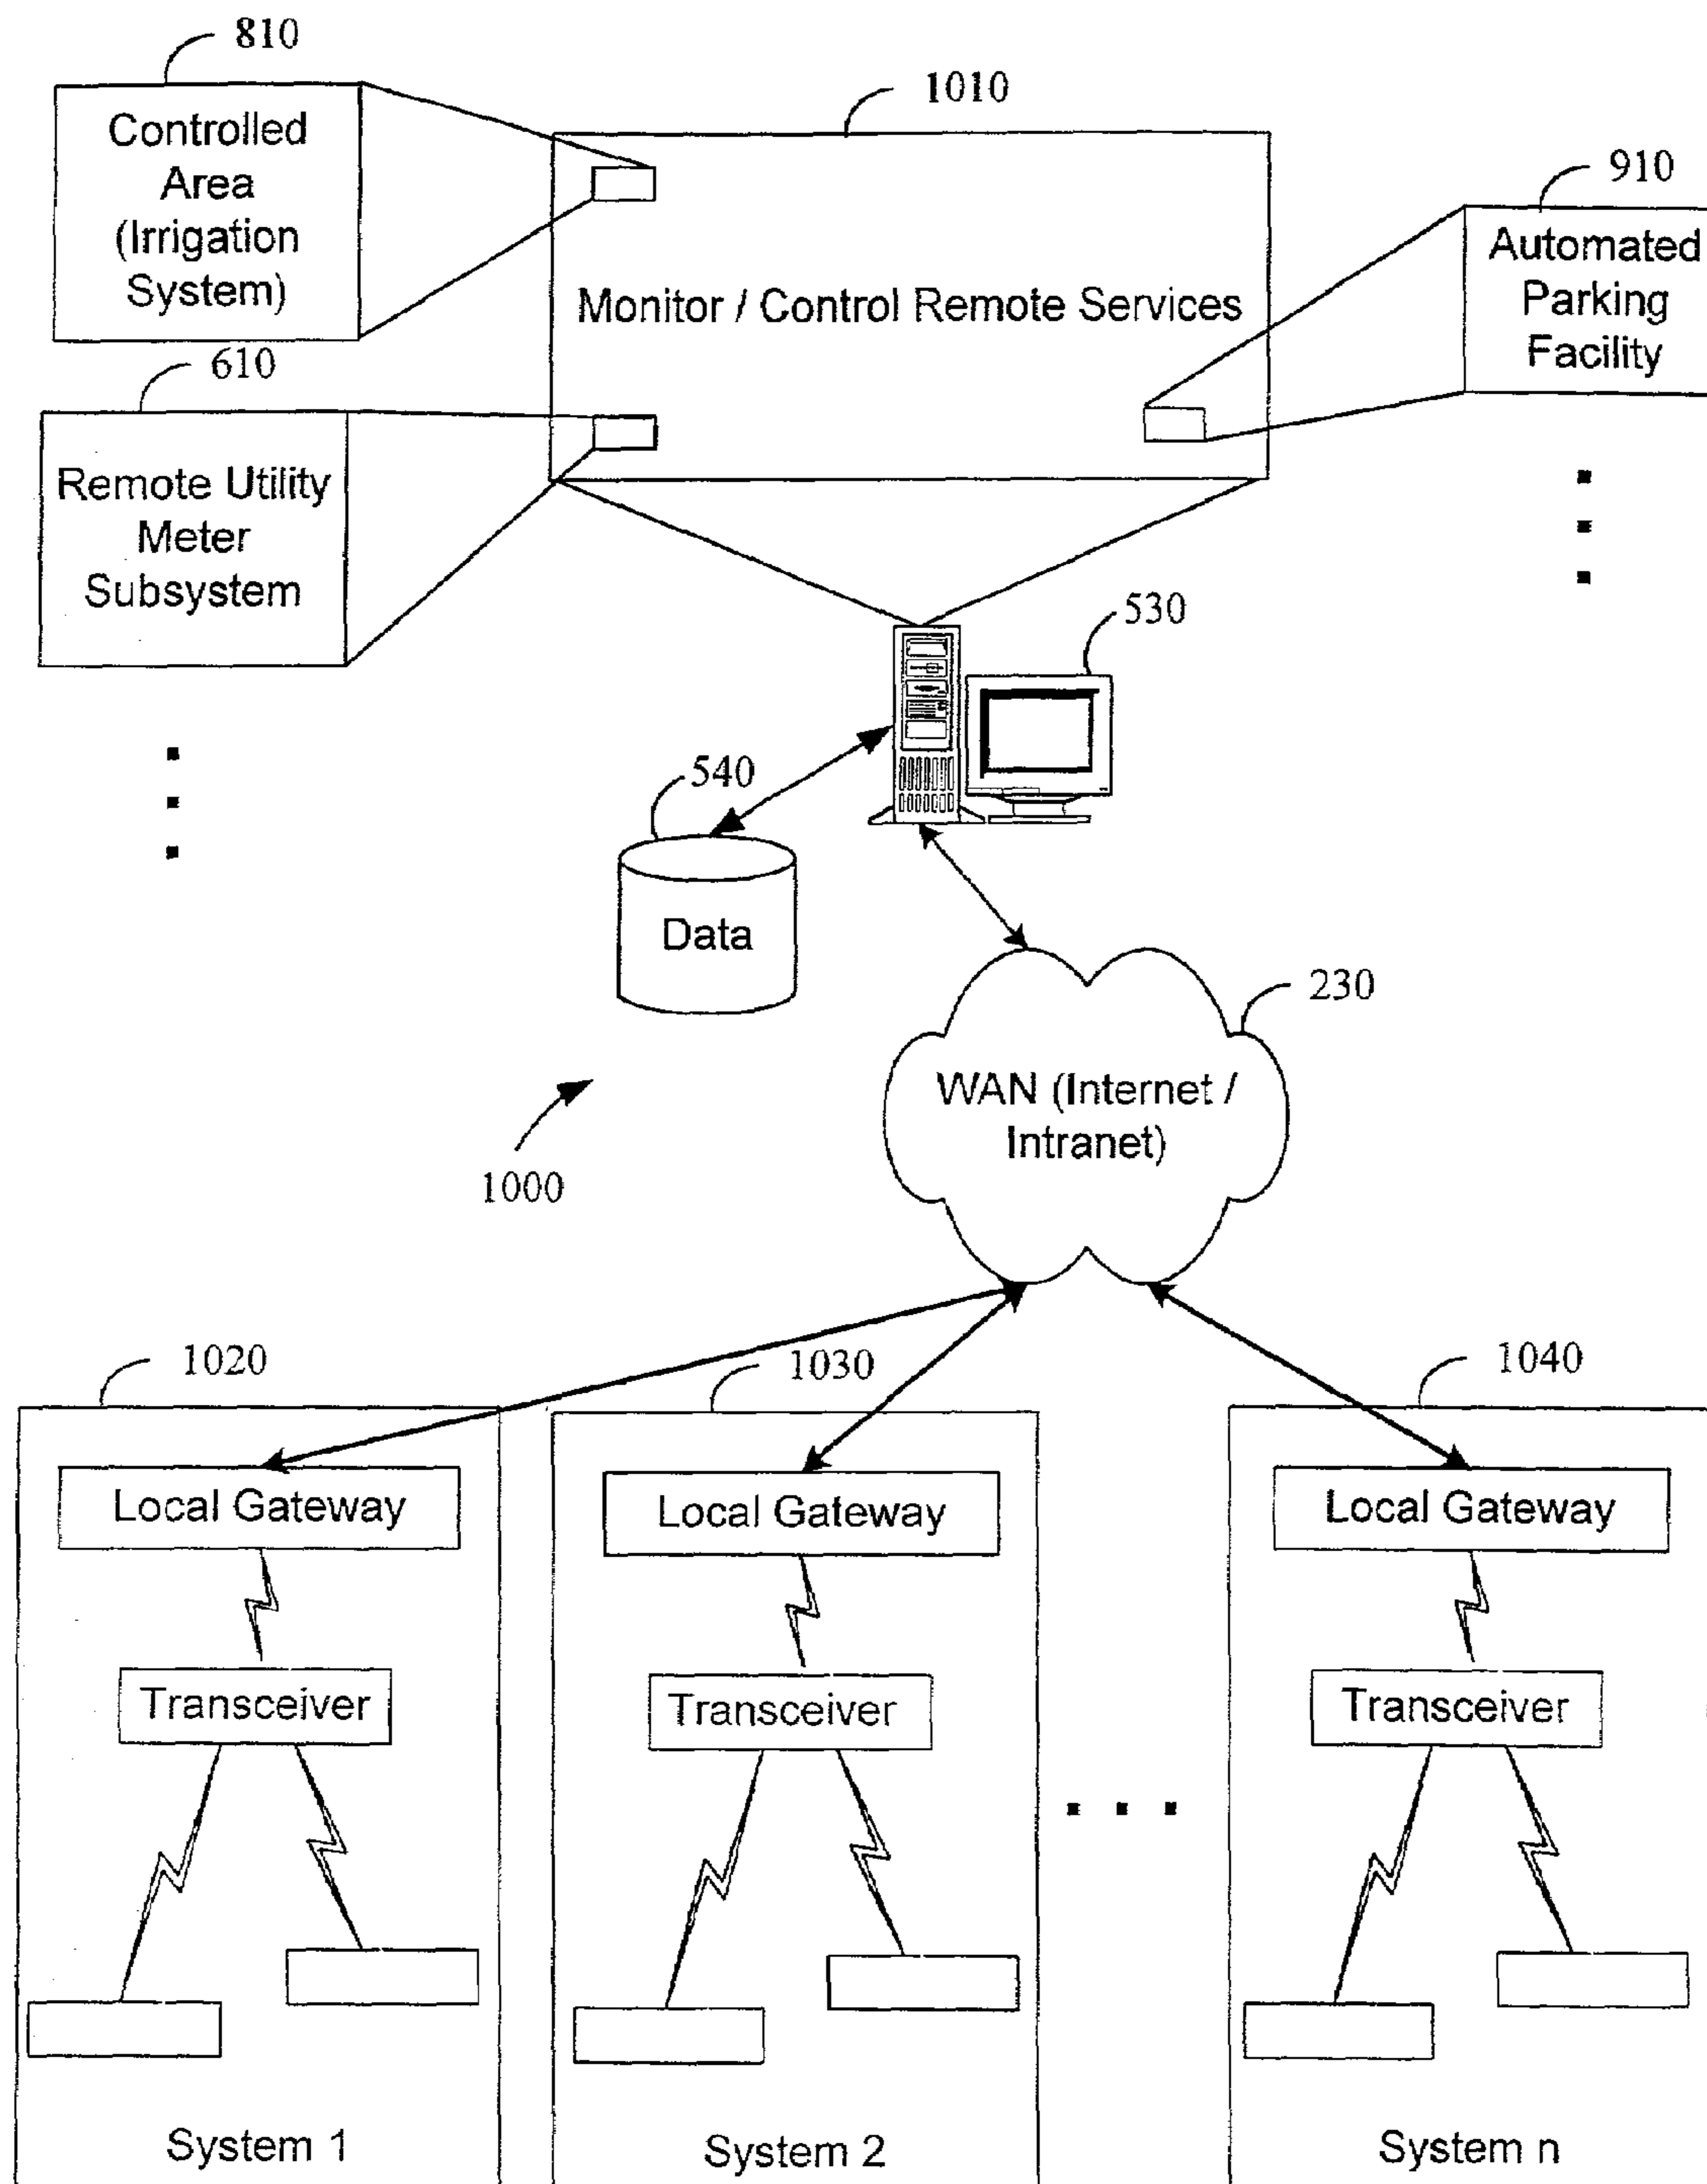 810
Controlled
Area
(Irrigation
System)
1010
Monitor / Control Remote Services
910
Automated
Parking
Facility
610
Remote Utility
Meter
Subsystem
530
540
Data
230
WAN (Internet /
Intranet)
1000
1020
Local Gateway
Transceiver
System 1
1030
Local Gateway
Transceiver
System 2
1040
Local Gateway
Transceiver
System n